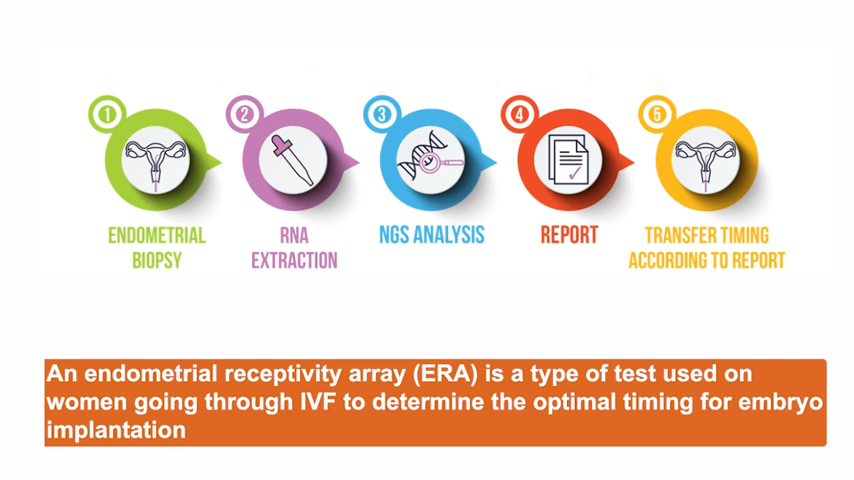 1
2
3
4
5
ENDOMETRIAL
BIOPSY
RNA
EXTRACTION
NGS ANALYSIS
REPORT
TRANSFER TIMING
ACCORDING TO REPORT
An endometrial receptivity array (ERA) is a type of test used on
women going through IVF to determine the optimal timing for embryo
implantation